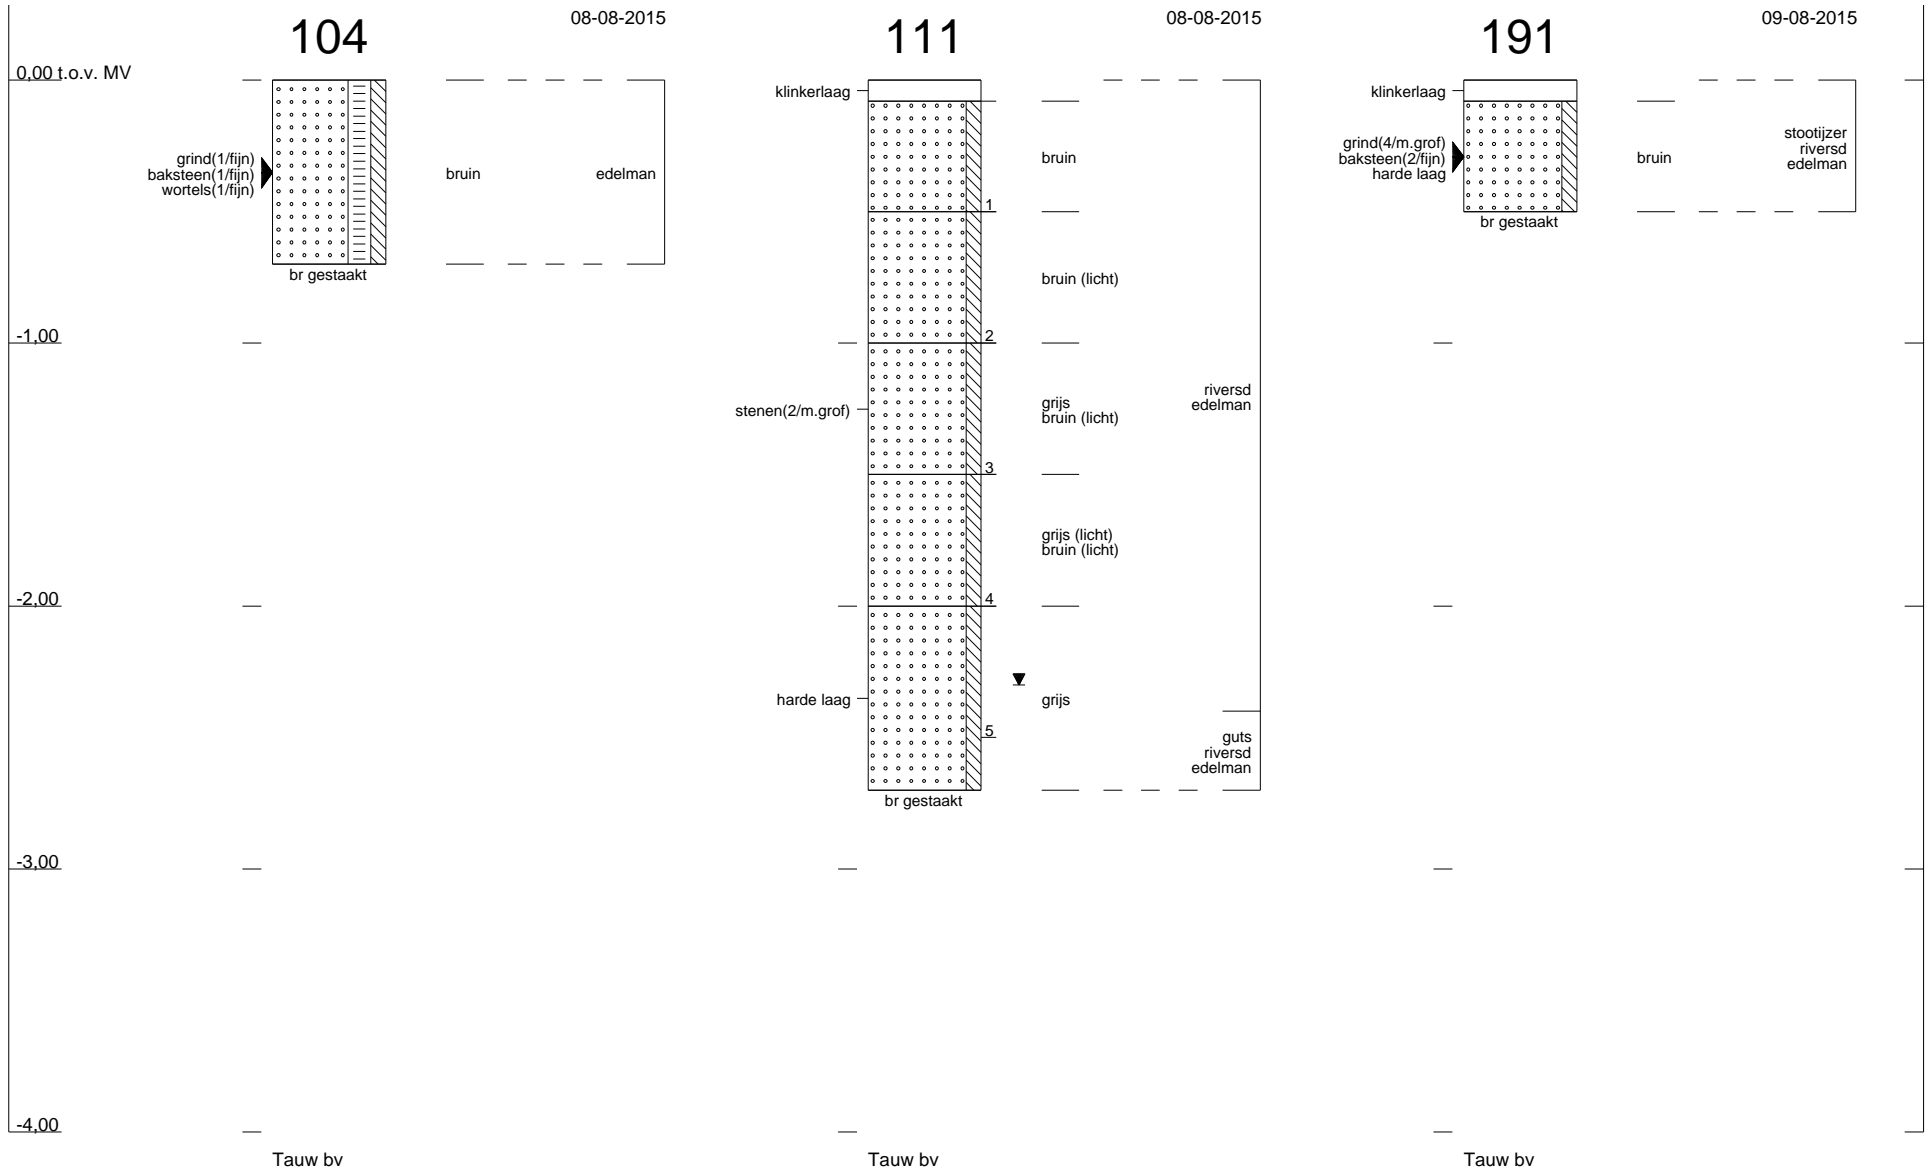 08-08-2015
104
0,00 t.o.v. MV
grind(1/fijn)
baksteen(1/fijn)
wortels(1/fijn)
bruin
edelman
br gestaakt
-1,00
-2,00
-3,00
-4,00
Tauw bv
08-08-2015
111
klinkerlaag
bruin
1
bruin (licht)
2
stenen(2/m.grof)
grijs
bruin (licht)
riversd
edelman
3
grijs (licht)
bruin (licht)
4
harde laag
grijs
5
guts
riversd
edelman
br gestaakt
Tauw bv
09-08-2015
191
klinkerlaag
grind(4/m.grof)
baksteen(2/fijn)
harde laag
bruin
stootijzer
riversd
edelman
br gestaakt
Tauw bv